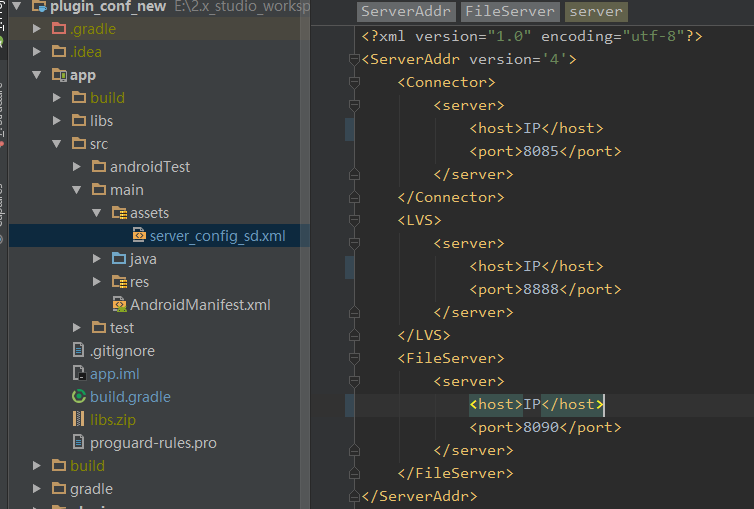 plugin_conf_new E:\2.x_studio_worksp
.gradle
.idea
app
build
libs
src
androidTest
main
assets
server_config_sd.xml
java
res
AndroidManifest.xml
test
.gitignore
app.iml
build.gradle
libs.zip
proguard-rules.pro
build
gradle
ServerAddr FileServer server
<?xml version="1.0" encoding="utf-8"?>
<ServerAddr version='4'>
<Connector>
<server>
<host>IP</host>
<port>8085</port>
</server>
</Connector>
<LVS>
<server>
<host>IP</host>
<port>8888</port>
</server>
</LVS>
<FileServer>
<server>
<host>IP</host>
<port>8090</port>
</server>
</FileServer>
</ServerAddr>